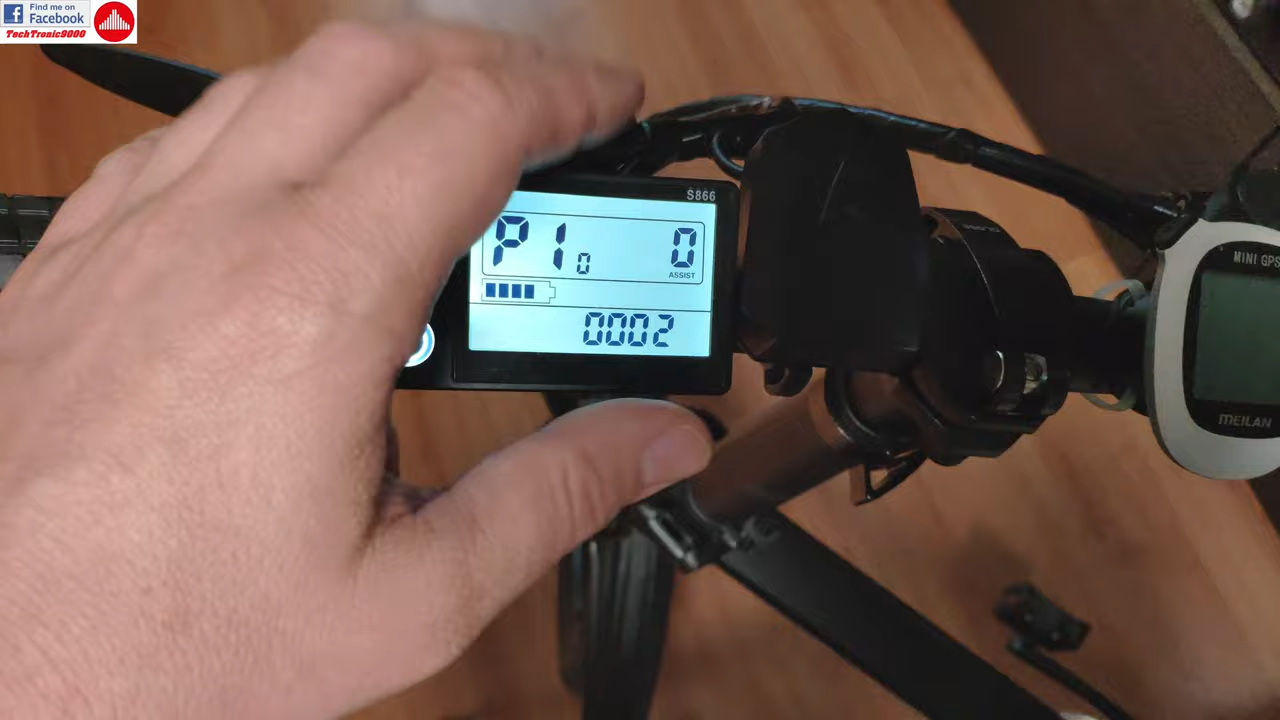 Find me on
Facebook
TechTronic9000
S866
P1 0 0
ASSIST
0002
MINI GPS
MEILAN